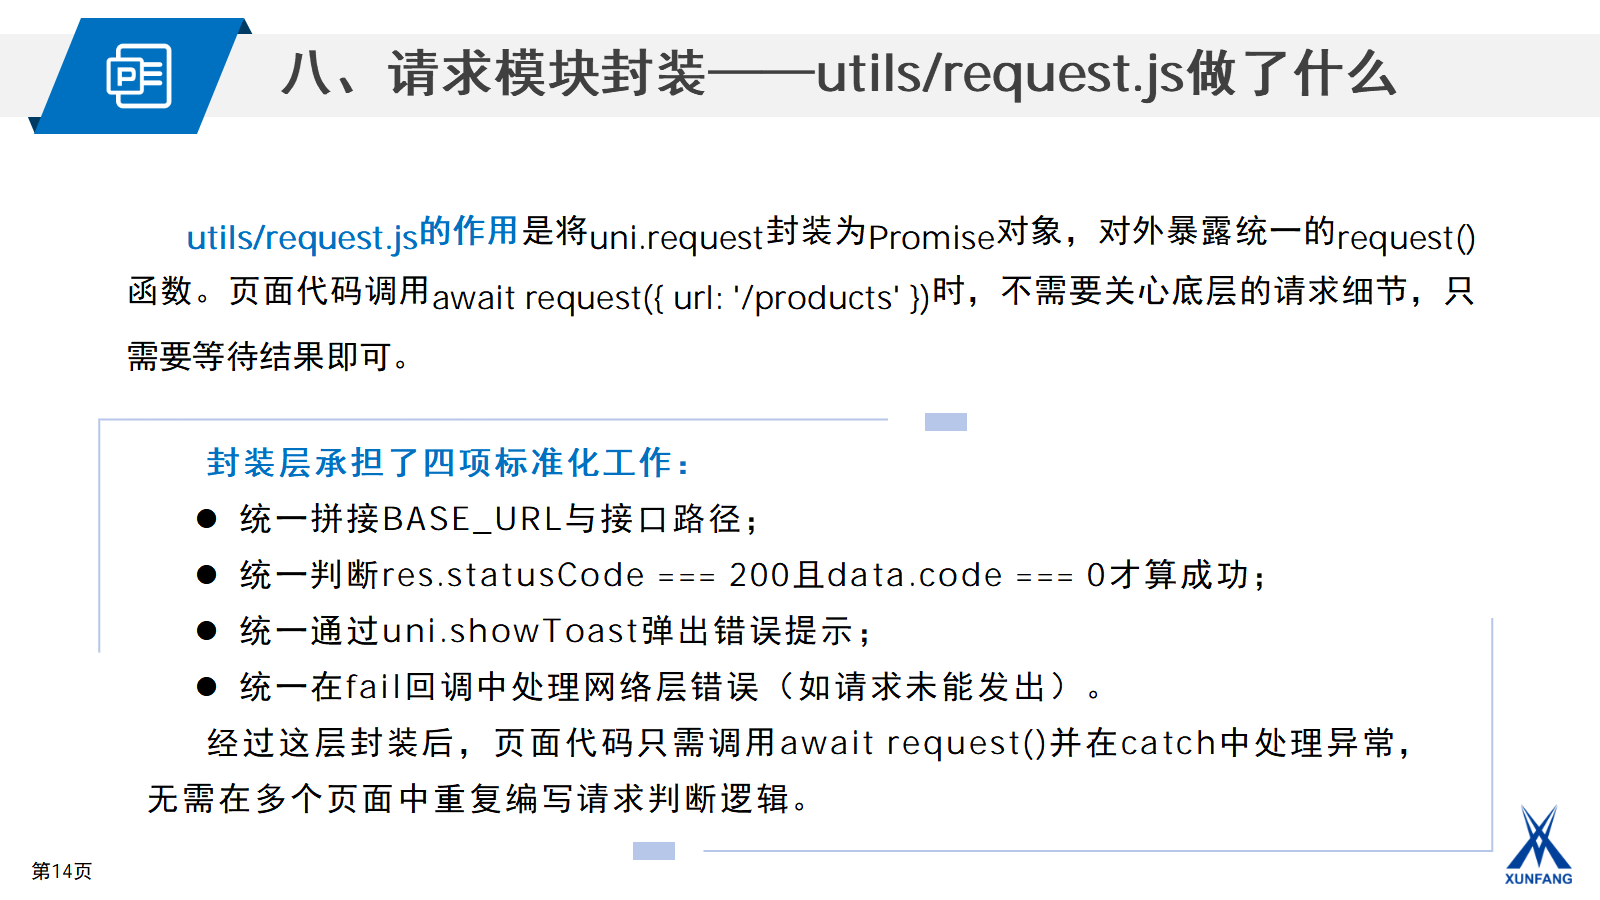 八、请求模块封装——utils/request.js做了什么
utils/request.js的作用是将uni.request封装为Promise对象，对外暴露统一的request()
函数。页面代码调用await request({ url: '/products' })时，不需要关心底层的请求细节，只
需要等待结果即可。
封装层承担了四项标准化工作：
● 统一拼接BASE_URL与接口路径；
● 统一判断res.statusCode === 200且data.code === 0才算成功；
● 统一通过uni.showToast弹出错误提示；
● 统一在fail回调中处理网络层错误（如请求未能发出）。
经过这层封装后，页面代码只需调用await request()并在catch中处理异常，
无需在多个页面中重复编写请求判断逻辑。
第14页
XUNFANG